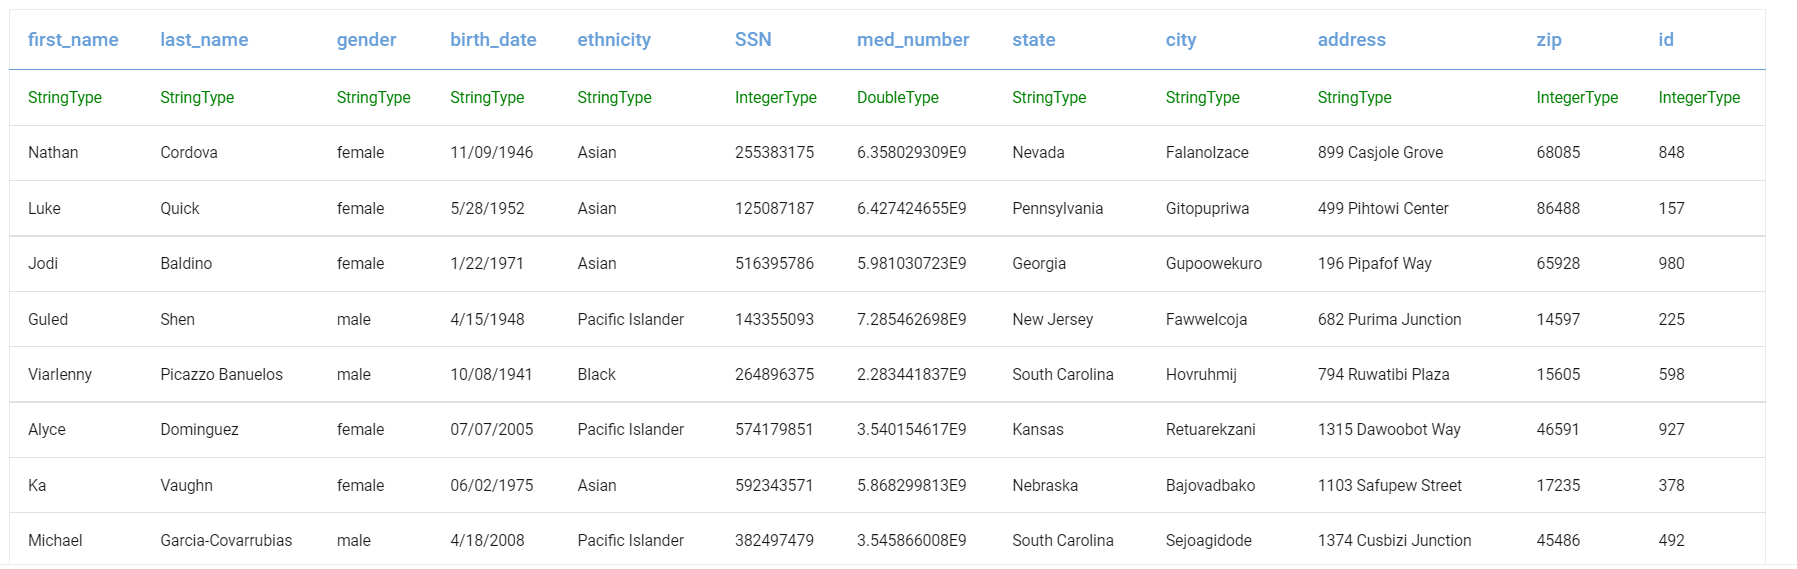 first_name last_name gender birth_date ethnicity SSN med_number state city address zip id
StringType StringType StringType StringType StringType IntegerType DoubleType StringType StringType StringType IntegerType IntegerType
Nathan Cordova female 11/09/1946 Asian 255383175 6.358029309E9 Nevada Falanolzace 899 Casjole Grove 68085 848
Luke Quick female 5/28/1952 Asian 125087187 6.427424655E9 Pennsylvania Gitopupriwa 499 Pihtowi Center 86488 157
Jodi Baldino female 1/22/1971 Asian 516395786 5.981030723E9 Georgia Gupoowekuro 196 Pipafof Way 65928 980
Guled Shen male 4/15/1948 Pacific Islander 143355093 7.285462698E9 New Jersey Fawwelcoja 682 Purima Junction 14597 225
Viarlenny Picazzo Banuelos male 10/08/1941 Black 264896375 2.283441837E9 South Carolina Hovruhmij 794 Ruwatibi Plaza 15605 598
Alyce Dominguez female 07/07/2005 Pacific Islander 574179851 3.540154617E9 Kansas Retuarekzani 1315 Dawoobot Way 46591 927
Ka Vaughn female 06/02/1975 Asian 592343571 5.868299813E9 Nebraska Bajovadbako 1103 Safupew Street 17235 378
Michael Garcia-Covarrubias male 4/18/2008 Pacific Islander 382497479 3.545866008E9 South Carolina Sejoagidode 1374 Cusbizi Junction 45486 492